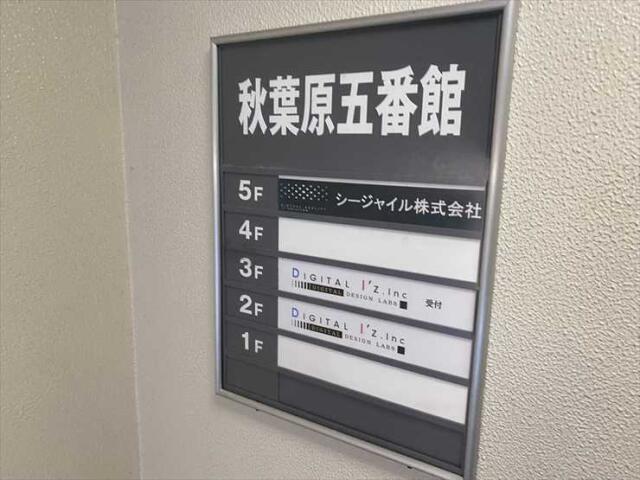 秋葉原五番館
5F シージャイル株式会社
4F
3F DIGITAL I'Z.Inc 受付
DIGITAL DESIGN LABS
2F DIGITAL I'Z.Inc
DIGITAL DESIGN LABS
1F